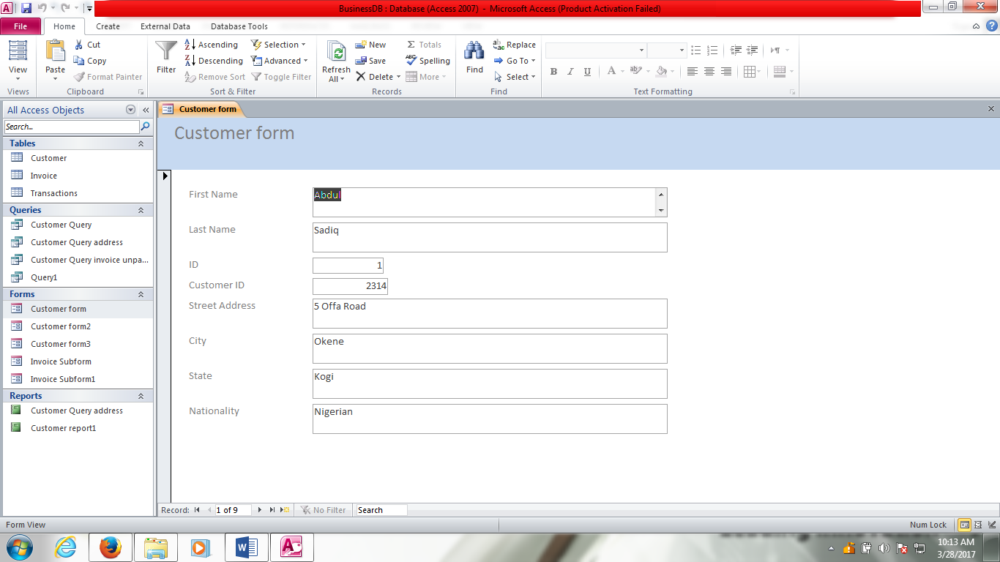 BusinessDB : Database (Access 2007) - Microsoft Access (Product Activation Failed)
File Home Create External Data Database Tools
View Paste Cut Copy Format Painter
Filter Ascending Descending Remove Sort Selection Advanced Toggle Filter
Refresh All New Save Delete Totals Spelling More
Find Replace Go To Select
B I U A
Views Clipboard Sort & Filter Records Find Text Formatting
All Access Objects
Search...
Tables
Customer
Invoice
Transactions
Queries
Customer Query
Customer Query address
Customer Query invoice unpa...
Query1
Forms
Customer form
Customer form2
Customer form3
Invoice Subform
Invoice Subform1
Reports
Customer Query address
Customer report1
Customer form
Customer form
First Name Abdul
Last Name Sadiq
ID 1
Customer ID 2314
Street Address 5 Offa Road
City Okene
State Kogi
Nationality Nigerian
Record: 1 of 9 No Filter Search
Form View Num Lock
10:13 AM
3/28/2017